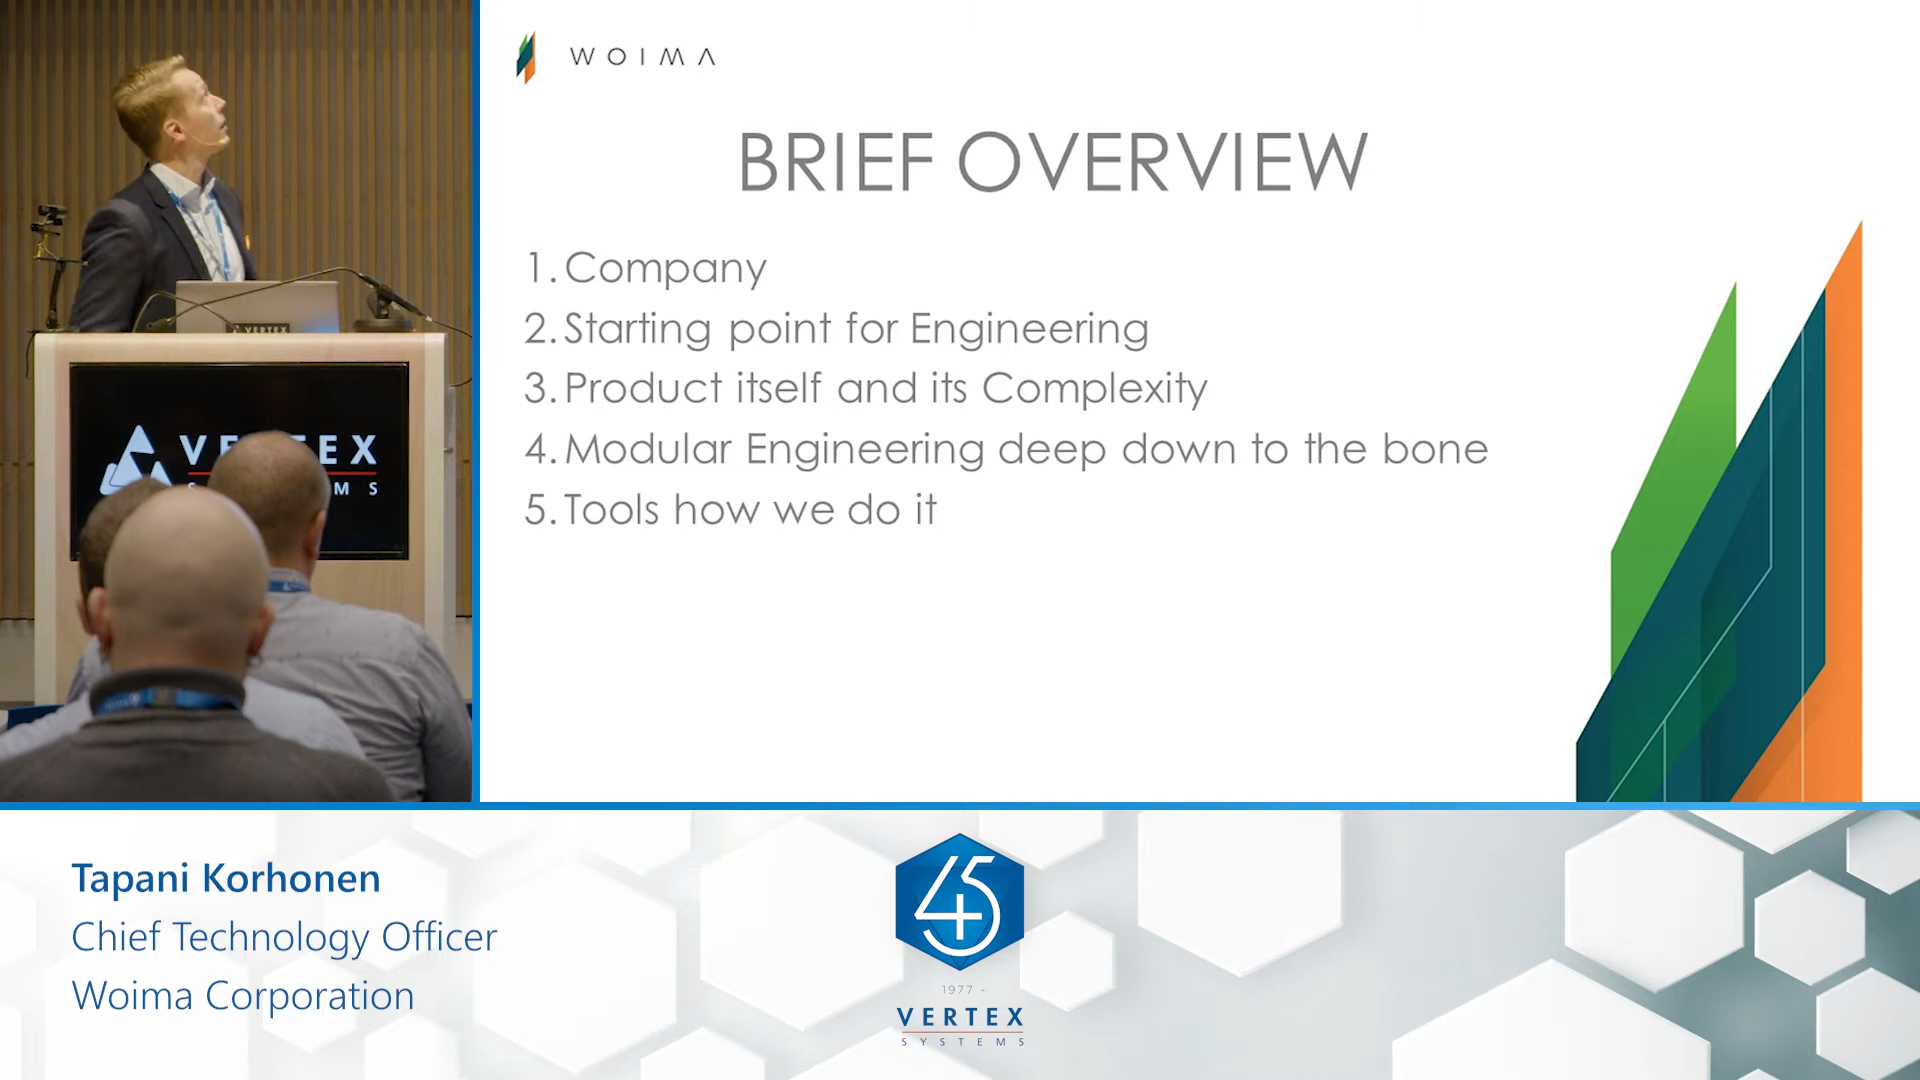 WOIMA
BRIEF OVERVIEW
1. Company
2. Starting point for Engineering
3. Product itself and its Complexity
4. Modular Engineering deep down to the bone
5. Tools how we do it
VERTEX
Tapani Korhonen
Chief Technology Officer
Woima Corporation
45
1977 -
VERTEX
SYSTEMS